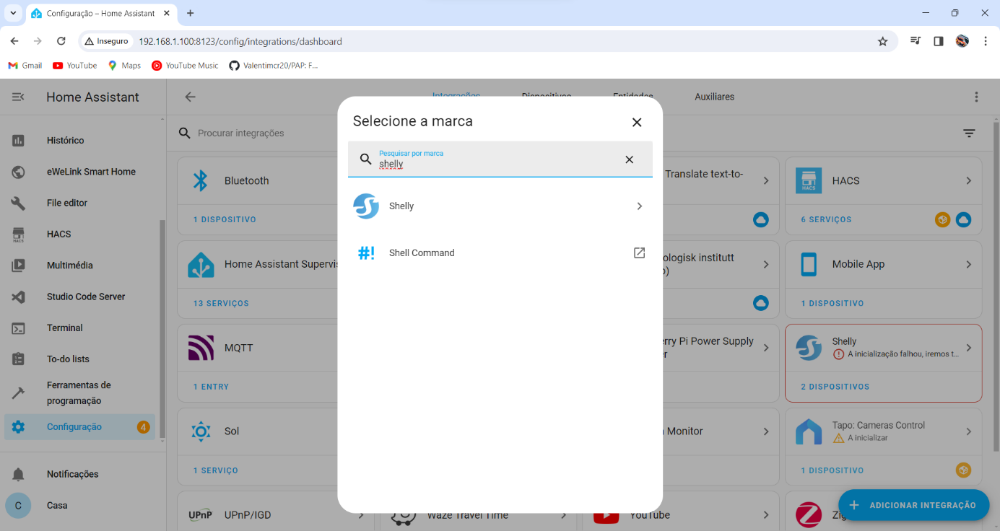 Configuração – Home Assistant
Inseguro
192.168.1.100:8123/config/integrations/dashboard
Gmail
YouTube
Maps
YouTube Music
Valentimcr20/PAP: F...
Home Assistant
Histórico
eWeLink Smart Home
File editor
HACS
HACS
Multimédia
Studio Code Server
Terminal
To-do lists
Ferramentas de
programação
Configuração
4
Notificações
C
Casa
Integrações
Dispositivos
Entidades
Auxiliares
Procurar integrações
Bluetooth
1 DISPOSITIVO
Translate text-to-
HACS
HACS
6 SERVIÇOS
Home Assistant Supervis
13 SERVIÇOS
ologisk institutt
Mobile App
1 DISPOSITIVO
MQTT
1 ENTRY
erry Pi Power Supply
Shelly
A inicialização falhou, iremos t...
2 DISPOSITIVOS
Sol
1 SERVIÇO
Monitor
Tapo: Cameras Control
A inicializar
1 DISPOSITIVO
UPnP
UPnP/IGD
Waze Travel Time
YouTube
Zig
ADICIONAR INTEGRAÇÃO
Selecione a marca
Pesquisar por marca
shelly
Shelly
#!
Shell Command